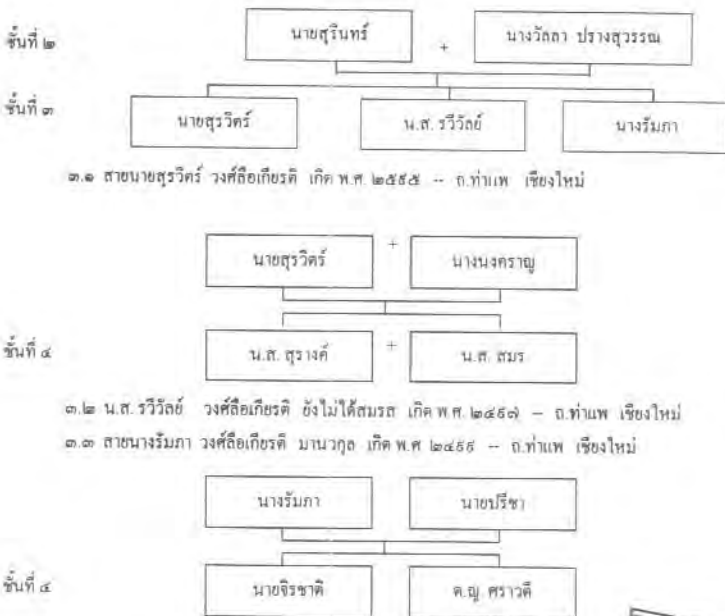 ชั้นที่ ๒ นายสุรินทร์ + นางวัลลา ปรางสุวรรณ
ชั้นที่ ๓ นายสุรวิตร์ น.ส. รวีวัลย์ นางรัมภา
๓.๑ สายนายสุรวิตร์ วงศ์ลือเกียรติ เกิด พ.ศ. ๒๕๙๕ -- ถ.ท่าแพ เชียงใหม่
นายสุรวิตร์ + นางนงคราญ
ชั้นที่ ๔ น.ส. สุรางค์ + น.ส. สมร
๓.๒ น.ส. รวีวัลย์ วงศ์ลือเกียรติ ยังไม่ได้สมรส เกิด พ.ศ. ๒๔๙๗ -- ถ.ท่าแพ เชียงใหม่
๓.๓ สายนางรัมภา วงศ์ลือเกียรติ มานวกุล เกิด พ.ศ ๒๔๙๙ -- ถ.ท่าแพ เชียงใหม่
นางรัมภา นายปรีชา
ชั้นที่ ๔ นายจิรชาติ ด.ญ. ศราวดี